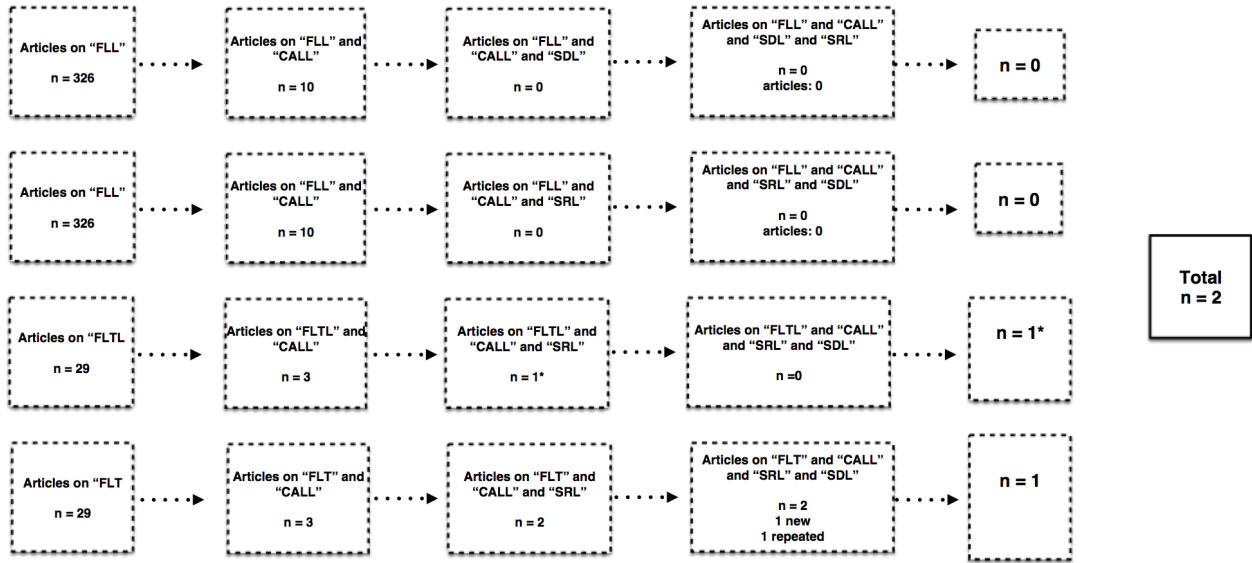 Articles on “FLL”
n = 326
Articles on “FLL” and
“CALL”
n = 10
Articles on “FLL” and
“CALL” and “SDL”
n = 0
Articles on “FLL” and “CALL”
and “SDL” and “SRL”
n = 0
articles: 0
n = 0
Articles on “FLL”
n = 326
Articles on “FLL” and
“CALL”
n = 10
Articles on “FLL” and
“CALL” and “SRL”
n = 0
Articles on “FLL” and “CALL”
and “SRL” and “SDL”
n = 0
articles: 0
n = 0
Articles on “FLTL
n = 29
Articles on “FLTL” and
“CALL”
n = 3
Articles on “FLTL” and
“CALL” and “SRL”
n = 1*
Articles on “FLTL” and “CALL”
and “SRL” and “SDL”
n =0
n = 1*
Articles on “FLT
n = 29
Articles on “FLT” and
“CALL”
n = 3
Articles on “FLT” and
“CALL” and “SRL”
n = 2
Articles on “FLT” and “CALL”
and “SRL” and “SDL”
n = 2
1 new
1 repeated
n = 1
Total
n = 2